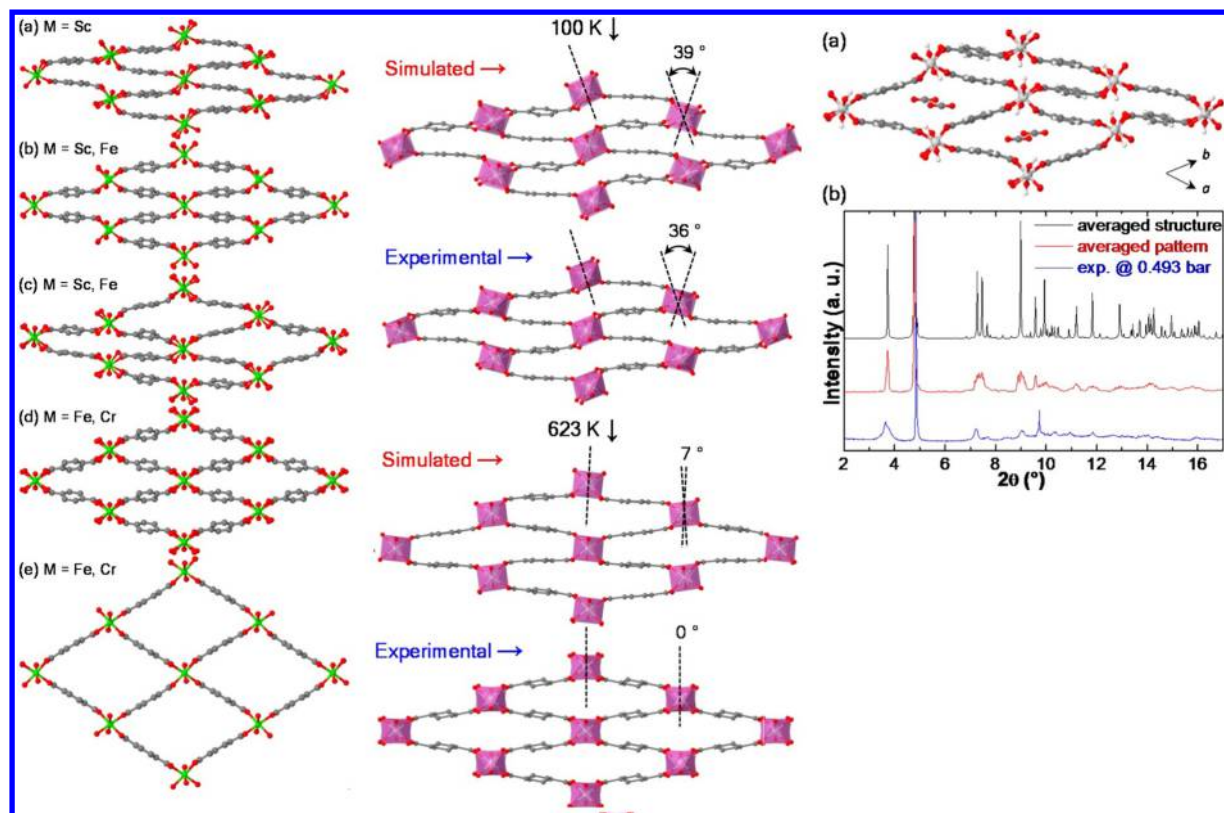 (a) M = Sc
(b) M = Sc, Fe
(c) M = Sc, Fe
(d) M = Fe, Cr
(e) M = Fe, Cr
100 K ↓
39 °
Simulated →
36 °
Experimental →
623 K ↓
7 °
Simulated →
0 °
Experimental →
(a)
b
a
(b)
averaged structure
averaged pattern
exp. @ 0.493 bar
Intensity (a. u.)
2 4 6 8 10 12 14 16
2θ (°)